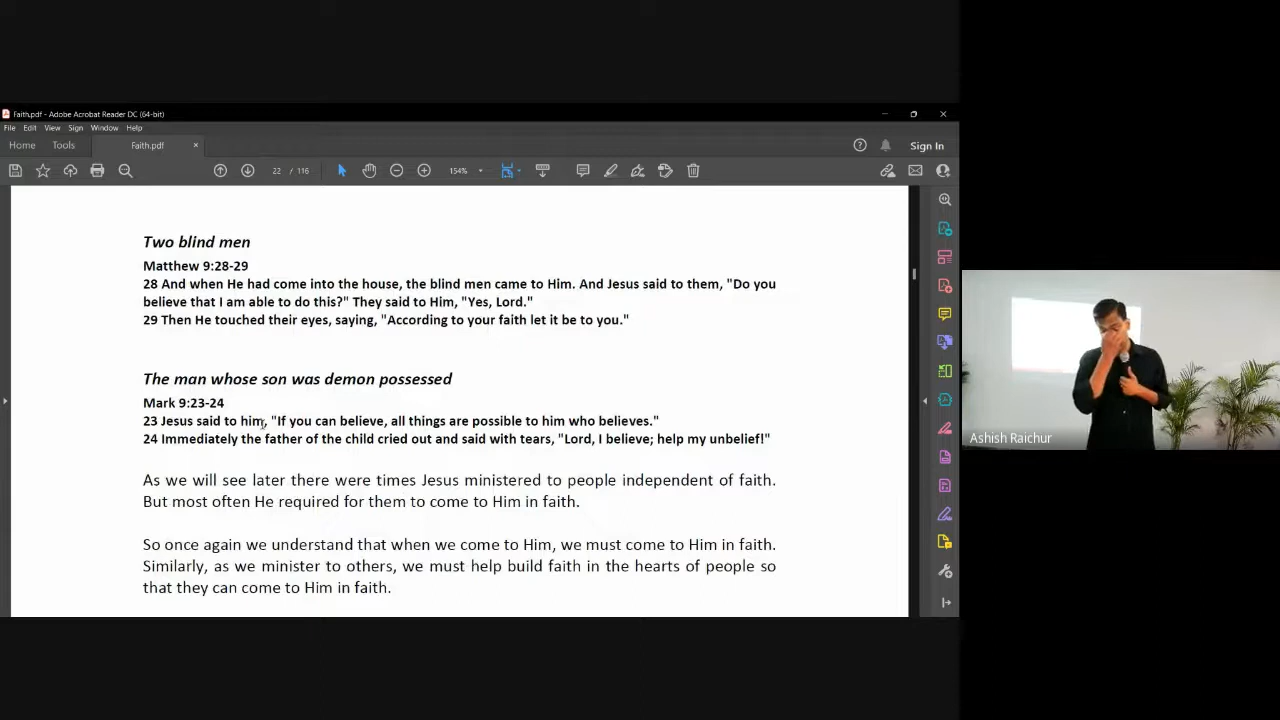 Faith.pdf - Adobe Acrobat Reader DC (64-bit)
File Edit View Sign Window Help
Home Tools Faith.pdf × Sign In
22 / 116 154%
Two blind men
Matthew 9:28-29
28 And when He had come into the house, the blind men came to Him. And Jesus said to them, "Do you
believe that I am able to do this?" They said to Him, "Yes, Lord."
29 Then He touched their eyes, saying, "According to your faith let it be to you."
The man whose son was demon possessed
Mark 9:23-24
23 Jesus said to him, "If you can believe, all things are possible to him who believes."
24 Immediately the father of the child cried out and said with tears, "Lord, I believe; help my unbelief!"
As we will see later there were times Jesus ministered to people independent of faith.
But most often He required for them to come to Him in faith.
So once again we understand that when we come to Him, we must come to Him in faith.
Similarly, as we minister to others, we must help build faith in the hearts of people so
that they can come to Him in faith.
Ashish Raichur